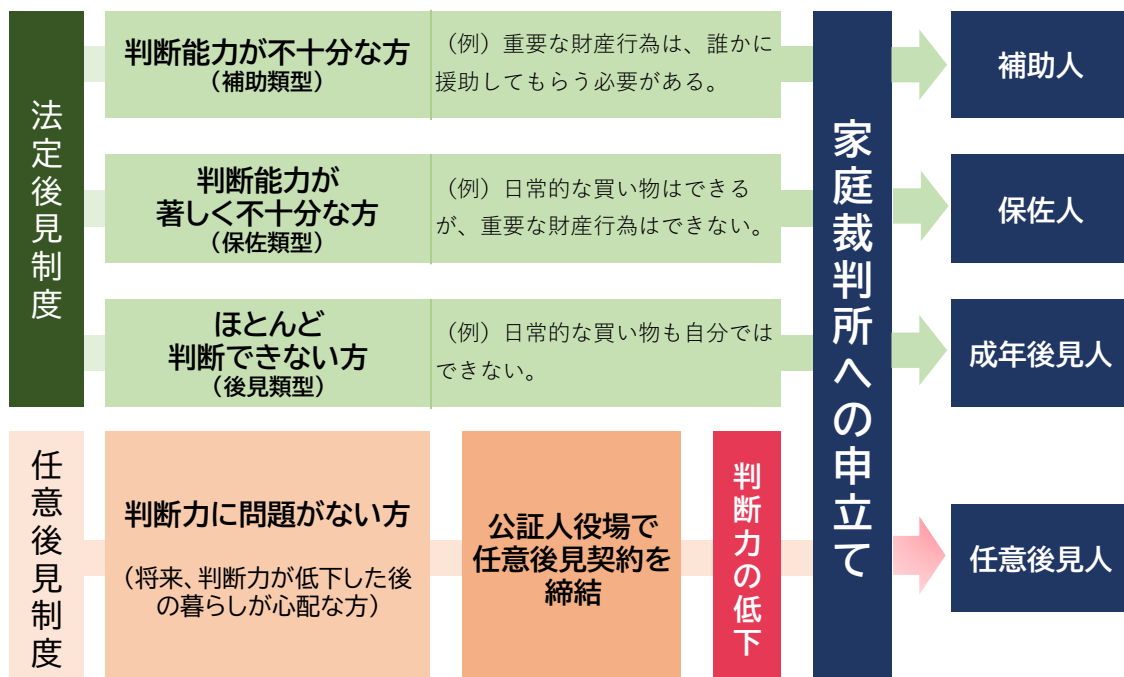 法定後見制度
判断能力が不十分な方
（補助類型）
（例）重要な財産行為は、誰かに
援助してもらう必要がある。
補助人
判断能力が
著しく不十分な方
（保佐類型）
（例）日常的な買い物はできる
が、重要な財産行為はできない。
保佐人
ほとんど
判断できない方
（後見類型）
（例）日常的な買い物も自分では
できない。
成年後見人
家庭裁判所への申立て
任意後見制度
判断力に問題がない方
（将来、判断力が低下した後
の暮らしが心配な方）
公証人役場で
任意後見契約を
締結
判断力の低下
任意後見人